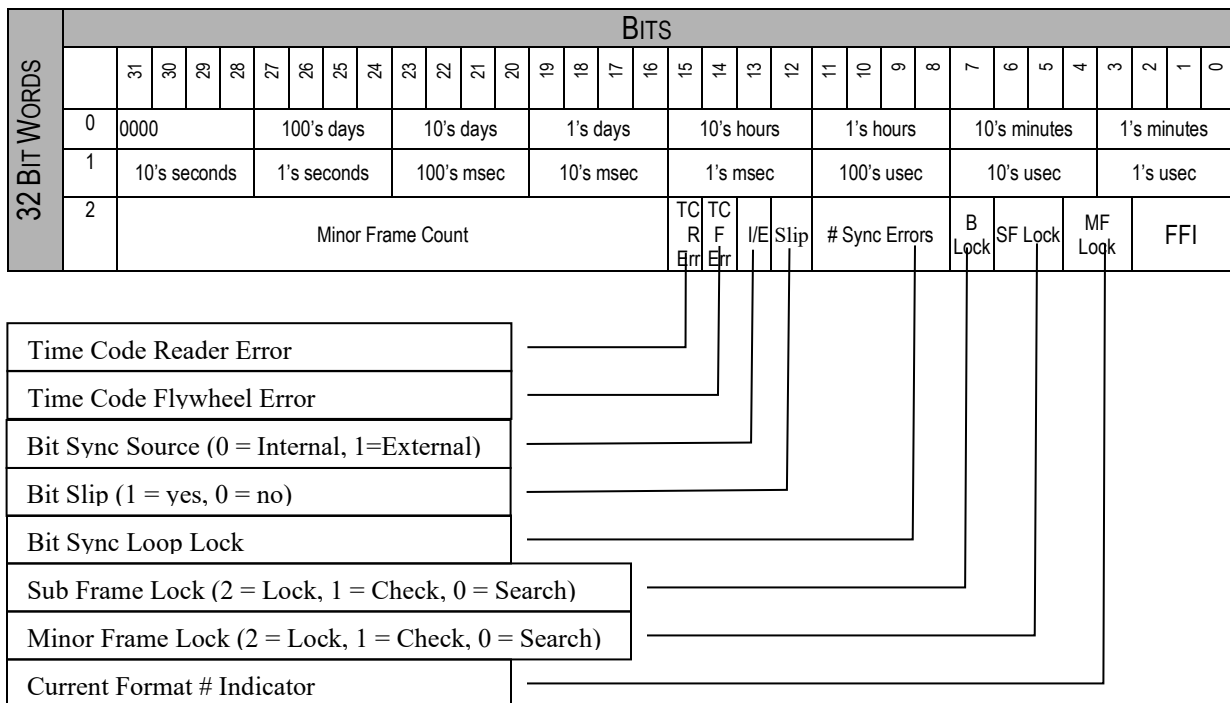 BITS
32 BIT WORDS
31 30 29 28 27 26 25 24 23 22 21 20 19 18 17 16 15 14 13 12 11 10 9 8 7 6 5 4 3 2 1 0
0 0000 100's days 10's days 1's days 10's hours 1's hours 10's minutes 1's minutes
1 10's seconds 1's seconds 100's msec 10's msec 1's msec 100's usec 10's usec 1's usec
2 Minor Frame Count TC R Err TC F Err I/E Slip # Sync Errors B Lock SF Lock MF Lock FFI
Time Code Reader Error
Time Code Flywheel Error
Bit Sync Source (0 = Internal, 1=External)
Bit Slip (1 = yes, 0 = no)
Bit Sync Loop Lock
Sub Frame Lock (2 = Lock, 1 = Check, 0 = Search)
Minor Frame Lock (2 = Lock, 1 = Check, 0 = Search)
Current Format # Indicator